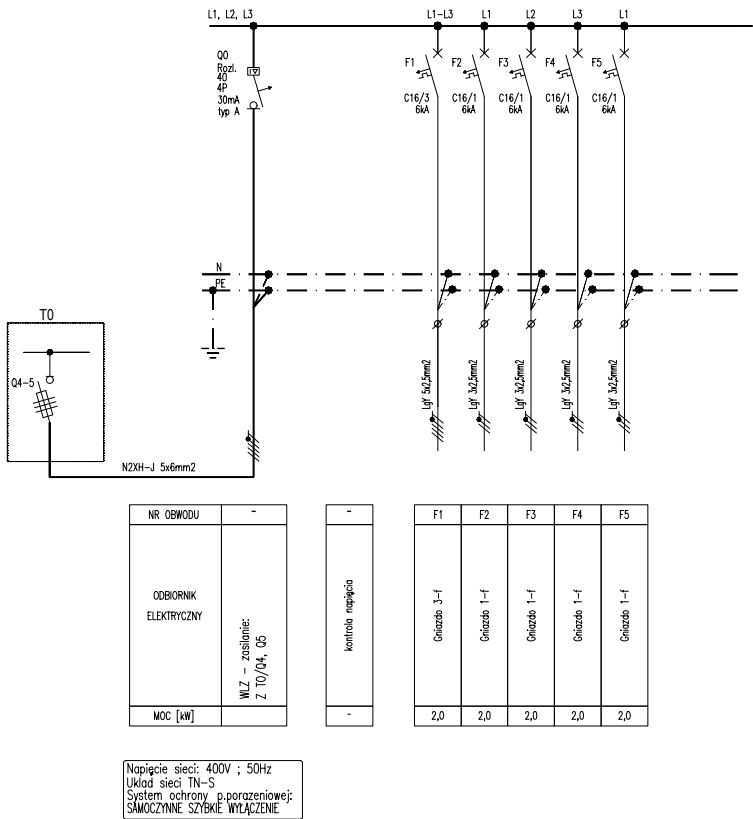 L1, L2, L3
L1-L3
L1
L2
L3
L1
Q0
Rozl.
40
4P
30mA
typ A
F1
C16/3
6kA
F2
C16/1
6kA
F3
C16/1
6kA
F4
C16/1
6kA
F5
C16/1
6kA
N
PE
T0
Q4-5
N2XH-J 5x6mm2
LgY 5x2,5mm2
LgY 3x2,5mm2
LgY 3x2,5mm2
LgY 3x2,5mm2
LgY 3x2,5mm2
NR OBWODU
-
-
F1
F2
F3
F4
F5
ODBIORNIK
ELEKTRYCZNY
WLZ - zasilanie:
Z T0/Q4, Q5
kontrola napięcia
Gniazdo 3-f
Gniazdo 1-f
Gniazdo 1-f
Gniazdo 1-f
Gniazdo 1-f
MOC [kW]
-
2,0
2,0
2,0
2,0
2,0
Napięcie sieci: 400V ; 50Hz
Układ sieci TN-S
System ochrony p.porażeniowej:
SAMOCZYNNE SZYBKIE WYŁĄCZENIE